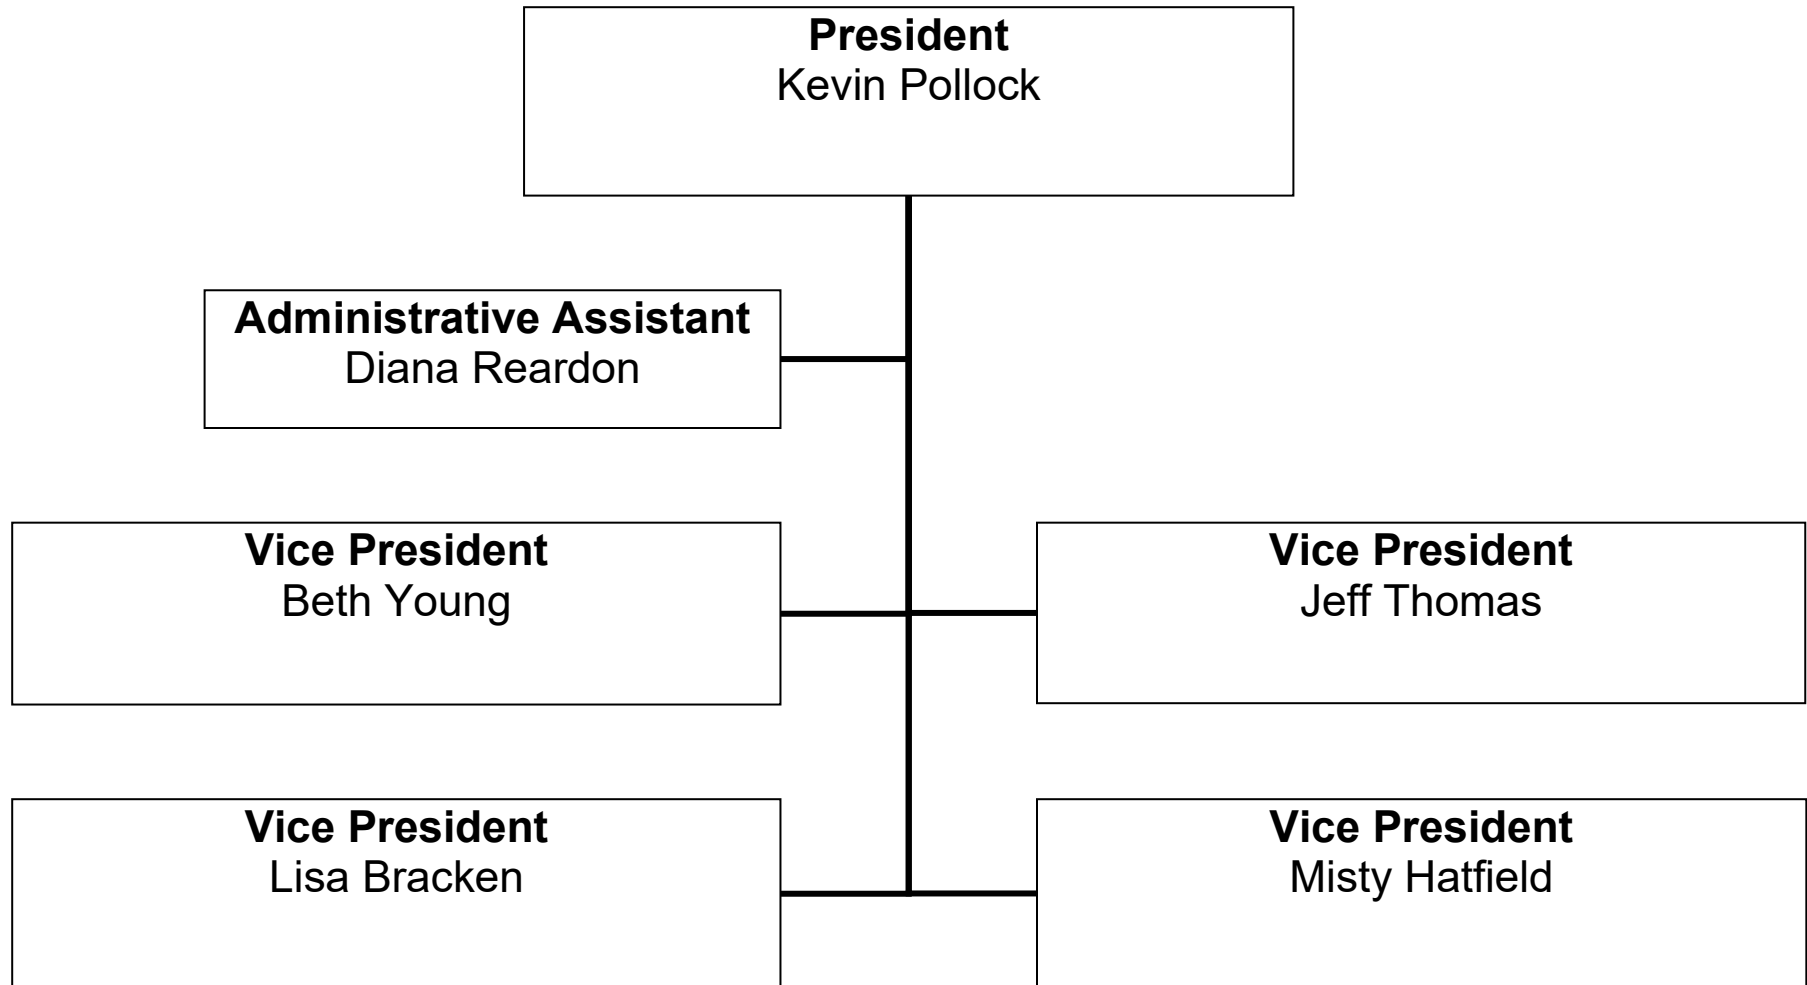 President
Kevin Pollock
Administrative Assistant
Diana Reardon
Vice President
Beth Young
Vice President
Jeff Thomas
Vice President
Lisa Bracken
Vice President
Misty Hatfield